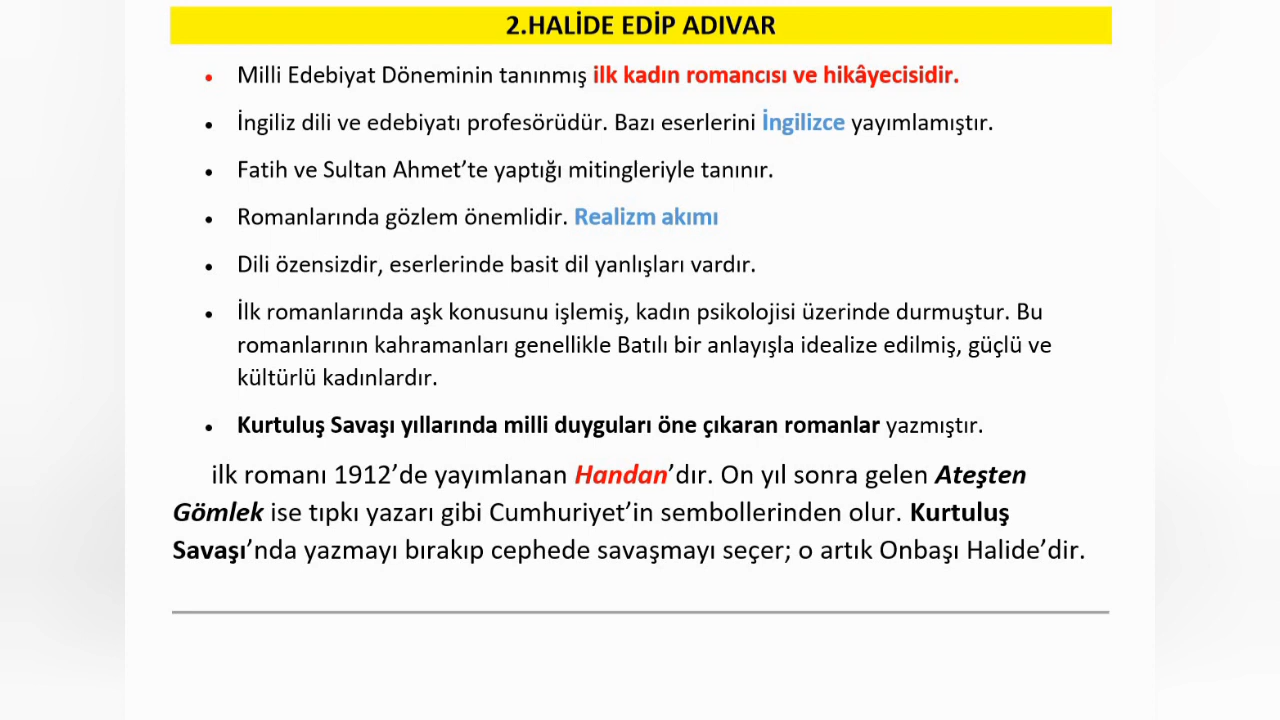 2.HALİDE EDİP ADIVAR
• Milli Edebiyat Döneminin tanınmış ilk kadın romancısı ve hikâyecisidir.
• İngiliz dili ve edebiyatı profesörüdür. Bazı eserlerini İngilizce yayımlamıştır.
• Fatih ve Sultan Ahmet’te yaptığı mitingleriyle tanınır.
• Romanlarında gözlem önemlidir. Realizm akımı
• Dili özensizdir, eserlerinde basit dil yanlışları vardır.
• İlk romanlarında aşk konusunu işlemiş, kadın psikolojisi üzerinde durmuştur. Bu
romanlarının kahramanları genellikle Batılı bir anlayışla idealize edilmiş, güçlü ve
kültürlü kadınlardır.
• Kurtuluş Savaşı yıllarında milli duyguları öne çıkaran romanlar yazmıştır.
ilk romanı 1912’de yayımlanan Handan’dır. On yıl sonra gelen Ateşten
Gömlek ise tıpkı yazarı gibi Cumhuriyet’in sembollerinden olur. Kurtuluş
Savaşı’nda yazmayı bırakıp cephede savaşmayı seçer; o artık Onbaşı Halide’dir.